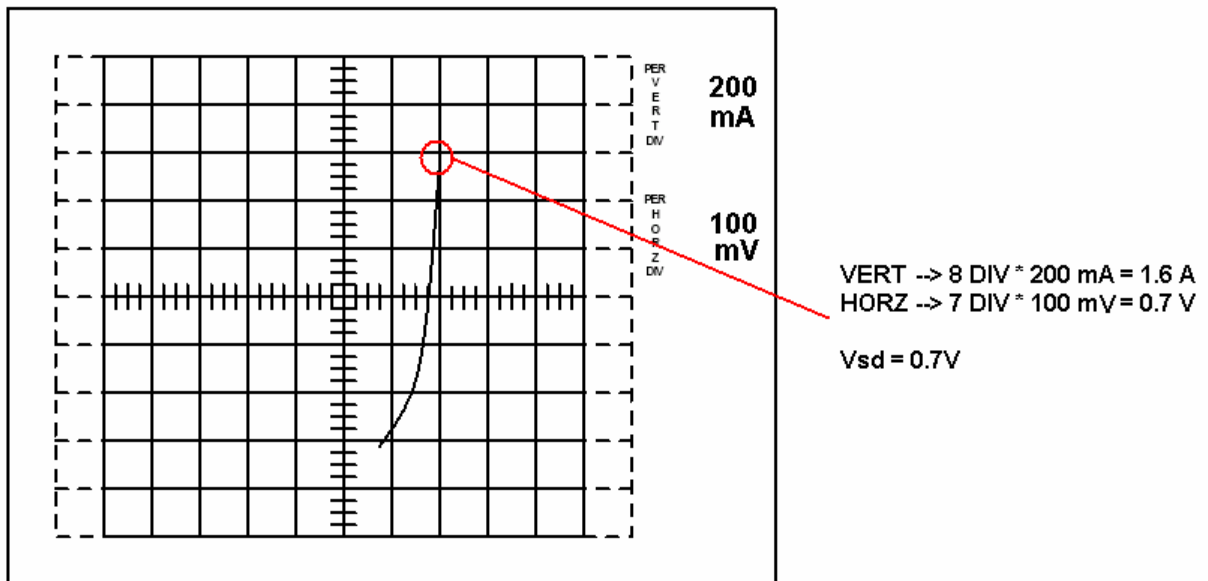 PER
V
E
R
T
DIV
200
mA
PER
H
O
R
Z
DIV
100
mV
VERT --> 8 DIV * 200 mA = 1.6 A
HORZ --> 7 DIV * 100 mV = 0.7 V
Vsd = 0.7V